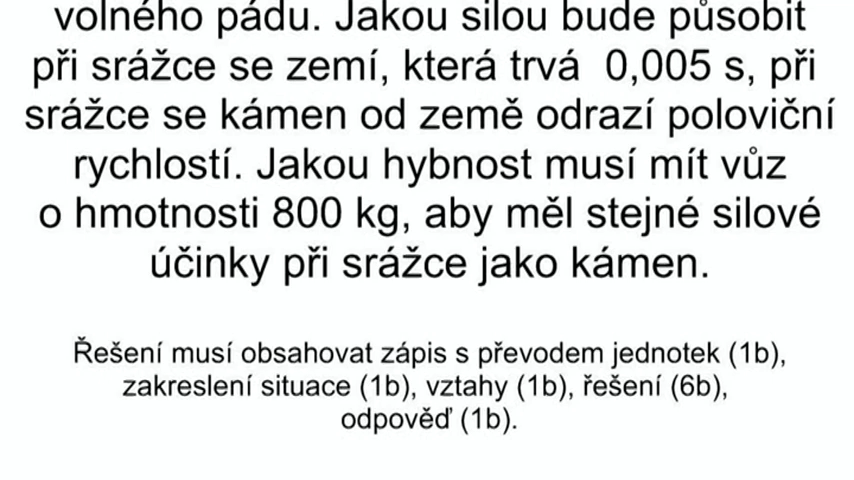 volného pádu. Jakou silou bude působit
při srážce se zemí, která trvá 0,005 s, při
srážce se kámen od země odrazí poloviční
rychlostí. Jakou hybnost musí mít vůz
o hmotnosti 800 kg, aby měl stejné silové
účinky při srážce jako kámen.
Řešení musí obsahovat zápis s převodem jednotek (1b),
zakreslení situace (1b), vztahy (1b), řešení (6b),
odpověď (1b).